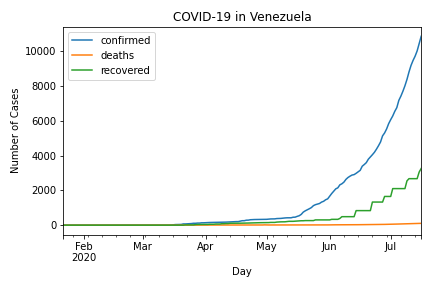 COVID-19 in Venezuela
confirmed
deaths
recovered
Number of Cases
10000
8000
6000
4000
2000
0
Feb Mar Apr May Jun Jul
2020
Day